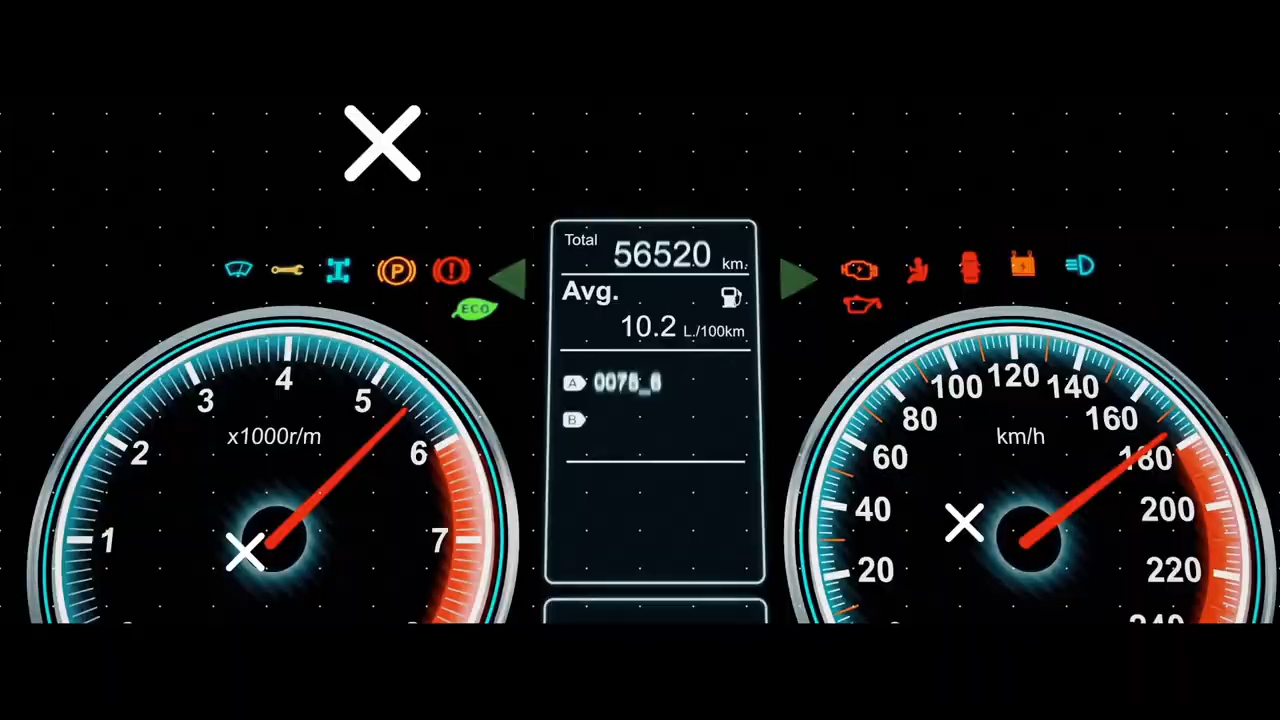 Total 56520 km.
Avg.
10.2 L./100km
A
B
P
ECO
1 2 3 4 5 6 7
x1000r/m
20 40 60 80 100 120 140 160 180 200 220
km/h